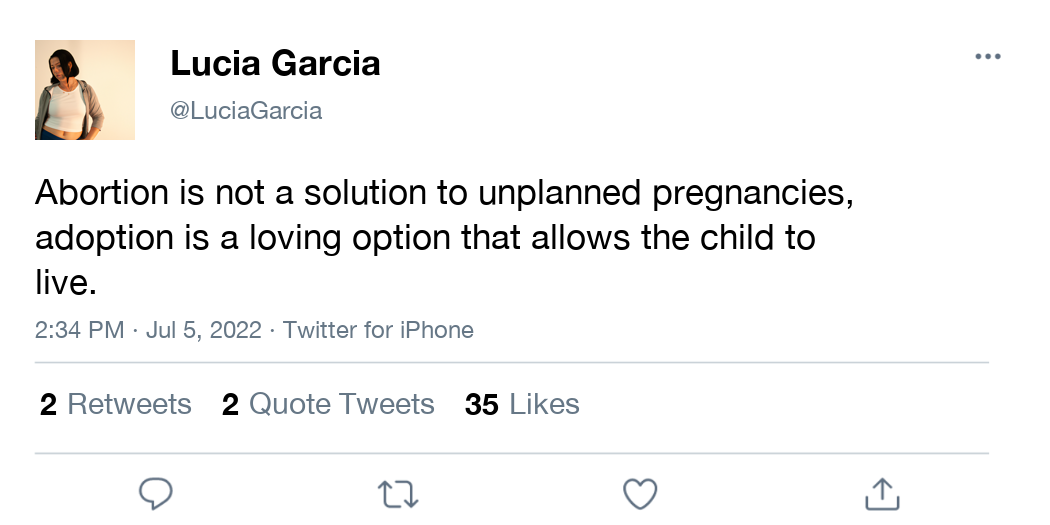 Lucia Garcia
@LuciaGarcia
Abortion is not a solution to unplanned pregnancies,
adoption is a loving option that allows the child to
live.
2:34 PM · Jul 5, 2022 · Twitter for iPhone
2 Retweets 2 Quote Tweets 35 Likes